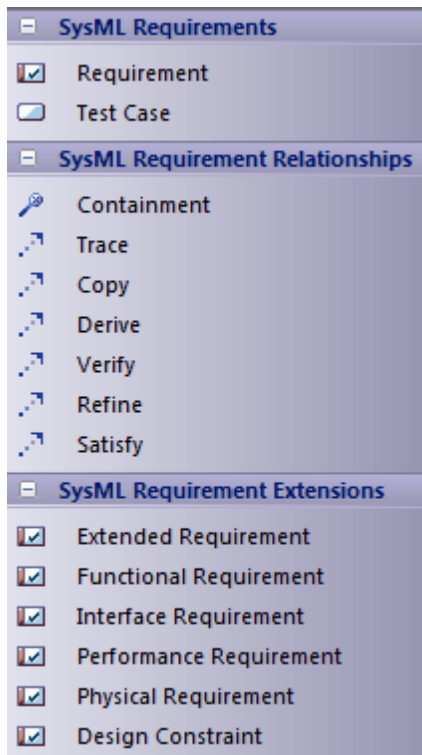 SysML Requirements
Requirement
Test Case
SysML Requirement Relationships
Containment
Trace
Copy
Derive
Verify
Refine
Satisfy
SysML Requirement Extensions
Extended Requirement
Functional Requirement
Interface Requirement
Performance Requirement
Physical Requirement
Design Constraint